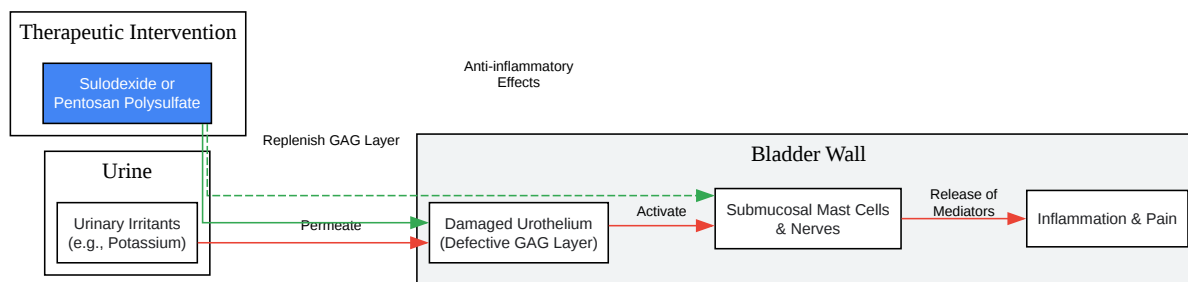 Therapeutic Intervention
Sulodexide or
Pentosan Polysulfate
Anti-inflammatory
Effects
Replenish GAG Layer
Urine
Urinary Irritants
(e.g., Potassium)
Permeate
Bladder Wall
Damaged Urothelium
(Defective GAG Layer)
Activate
Submucosal Mast Cells
& Nerves
Release of
Mediators
Inflammation & Pain